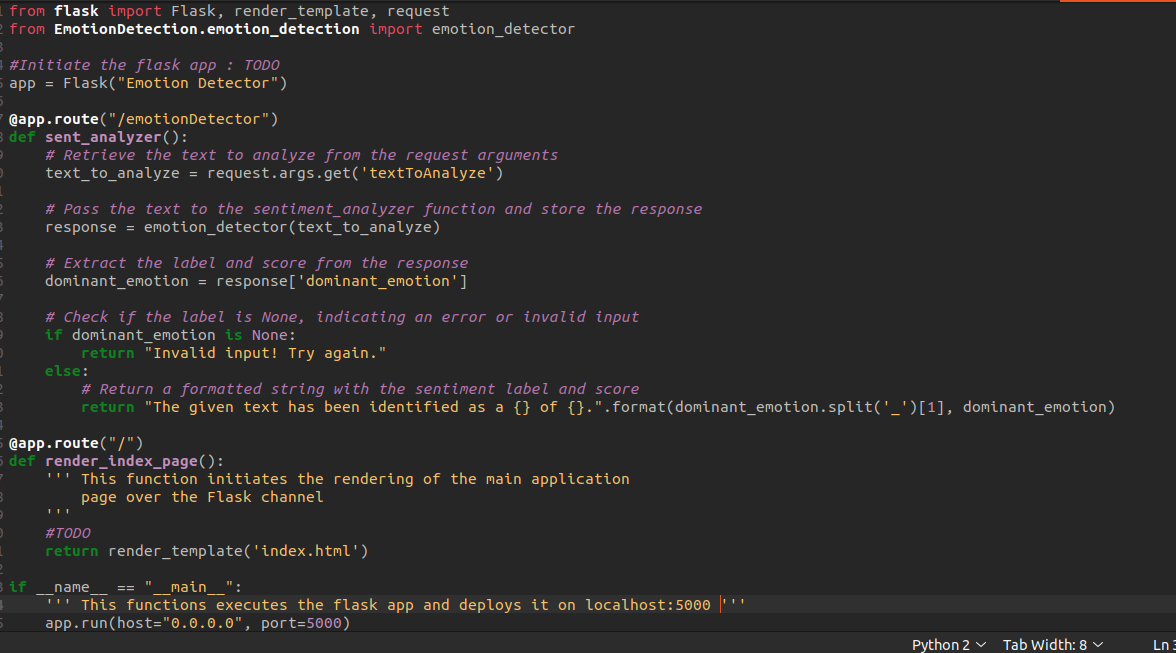 from flask import Flask, render_template, request
from EmotionDetection.emotion_detection import emotion_detector
#Initiate the flask app : TODO
app = Flask("Emotion Detector")
@app.route("/emotionDetector")
def sent_analyzer():
    # Retrieve the text to analyze from the request arguments
    text_to_analyze = request.args.get('textToAnalyze')
    # Pass the text to the sentiment_analyzer function and store the response
    response = emotion_detector(text_to_analyze)
    # Extract the label and score from the response
    dominant_emotion = response['dominant_emotion']
    # Check if the label is None, indicating an error or invalid input
    if dominant_emotion is None:
        return "Invalid input! Try again."
    else:
        # Return a formatted string with the sentiment label and score
        return "The given text has been identified as a {} of {}.".format(dominant_emotion.split('_')[1], dominant_emotion)
@app.route("/")
def render_index_page():
    ''' This function initiates the rendering of the main application
        page over the Flask channel
    '''
    #TODO
    return render_template('index.html')
if __name__ == "__main__":
    ''' This functions executes the flask app and deploys it on localhost:5000 '''
    app.run(host="0.0.0.0", port=5000)
Python 2 Tab Width: 8 Ln